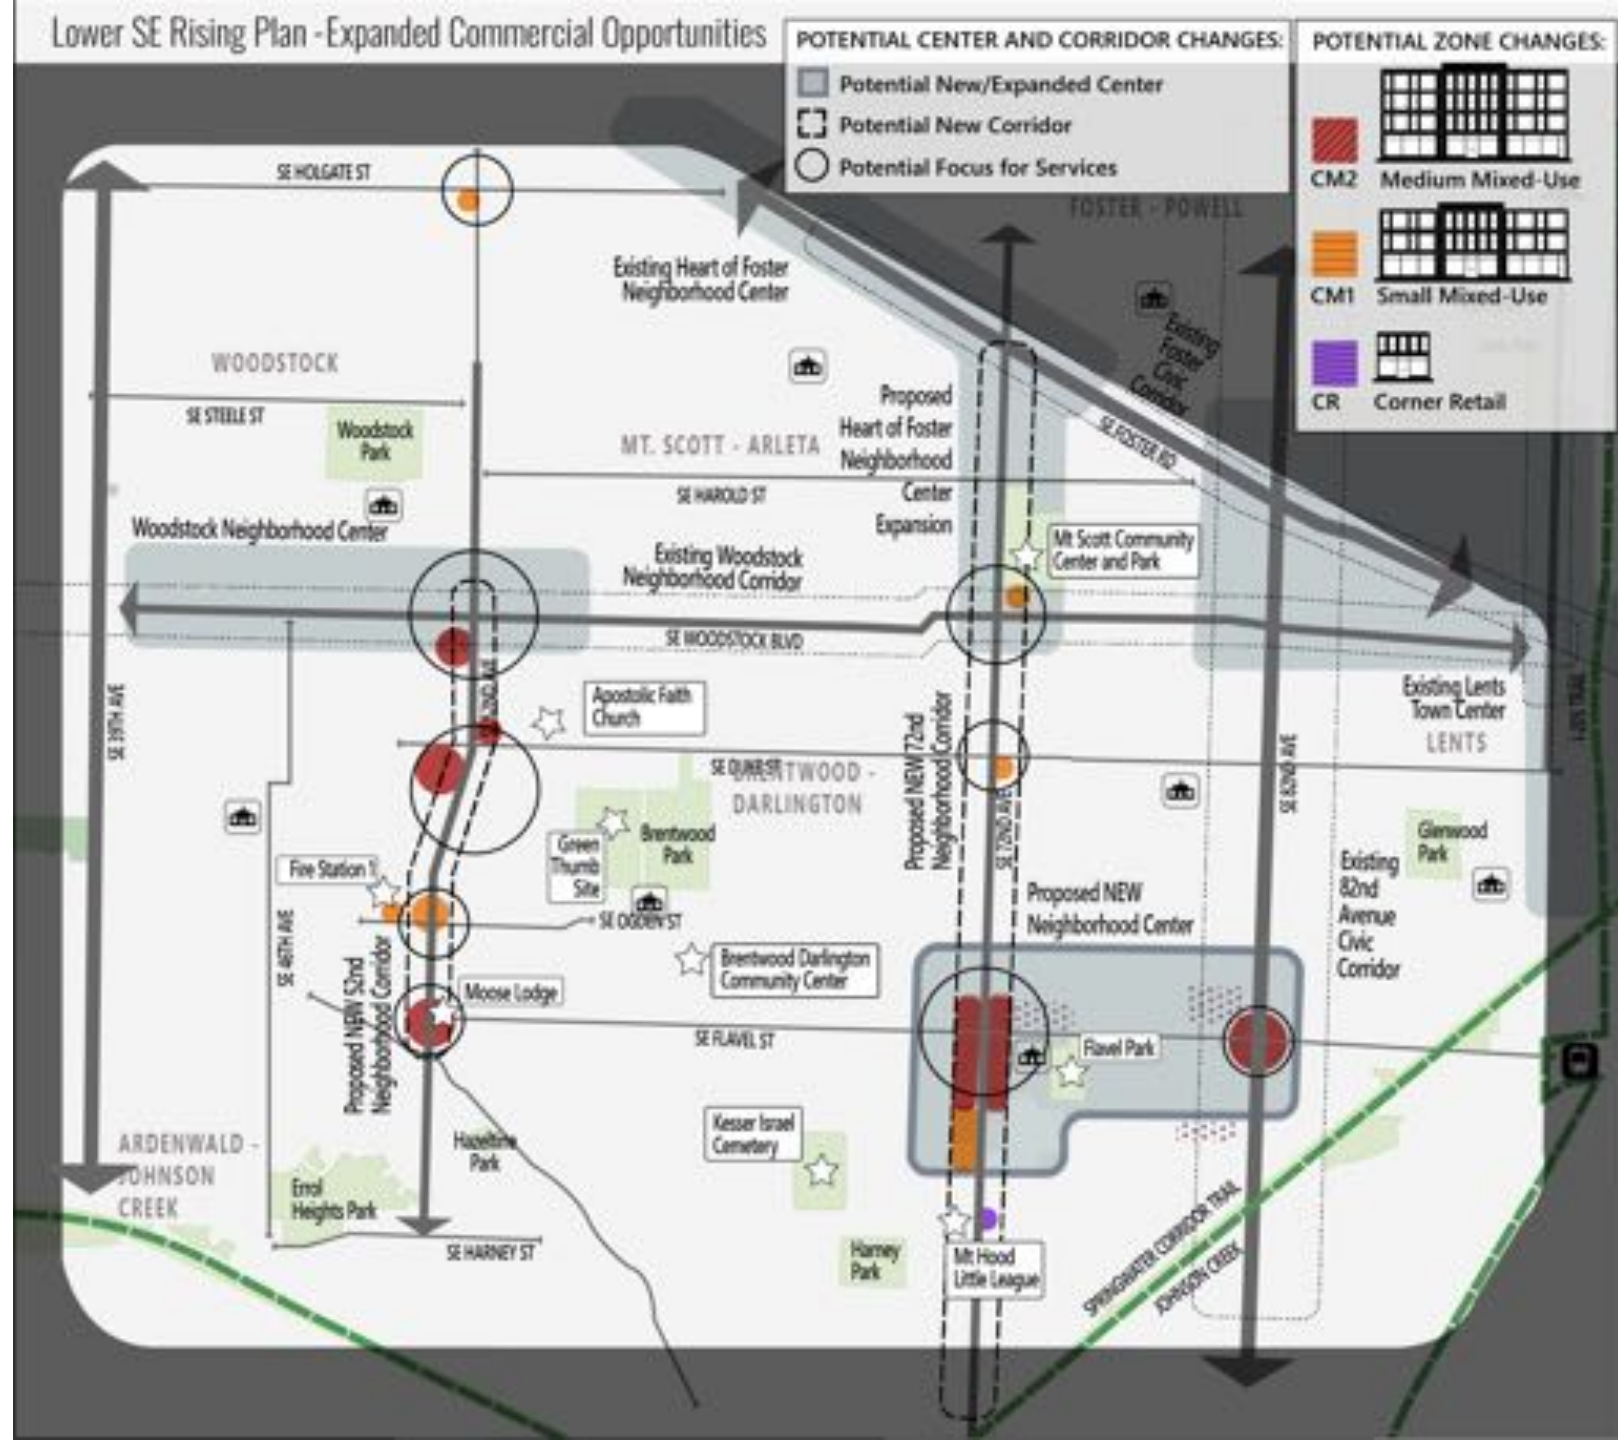 Lower SE Rising Plan -Expanded Commercial Opportunities
POTENTIAL CENTER AND CORRIDOR CHANGES:
Potential New/Expanded Center
Potential New Corridor
Potential Focus for Services
POTENTIAL ZONE CHANGES:
CM2 Medium Mixed-Use
CM1 Small Mixed-Use
CR Corner Retail
SE HOLGATE ST
FOSTER - POWELL
Existing Heart of Foster
Neighborhood Center
Existing
Foster
Civic
Corridor
WOODSTOCK
SE STEELE ST
Woodstock
Park
MT. SCOTT - ARLETA
Proposed
Heart of Foster
Neighborhood
Center
Expansion
SE FOSTER RD
SE HAROLD ST
Woodstock Neighborhood Center
Existing Woodstock
Neighborhood Corridor
Mt Scott Community
Center and Park
SE WOODSTOCK BLVD
SE 39TH AVE
SE 52ND AVE
Apostolic Faith
Church
Existing Lents
Town Center
LENTS
SE DUKE ST
BRENTWOOD -
DARLINGTON
Proposed NEW 72nd
Neighborhood Corridor
SE 72ND AVE
SE 82ND AVE
Green
Thumb
Site
Brentwood
Park
Glenwood
Park
Fire Station
Existing
82nd
Avenue
Civic
Corridor
SE OGDEN ST
SE 46TH AVE
Proposed NEW 52nd
Neighborhood Corridor
Proposed NEW
Neighborhood Center
Brentwood Darlington
Community Center
Moose Lodge
SE FLAVEL ST
Flavel Park
Kesser Israel
Cemetery
ARDENWALD -
JOHNSON
CREEK
Hazeltine
Park
Errol
Heights Park
SE HARNEY ST
Harney
Park
Mt Hood
Little League
SPRINGWATER CORRIDOR TRAIL
JOHNSON CREEK